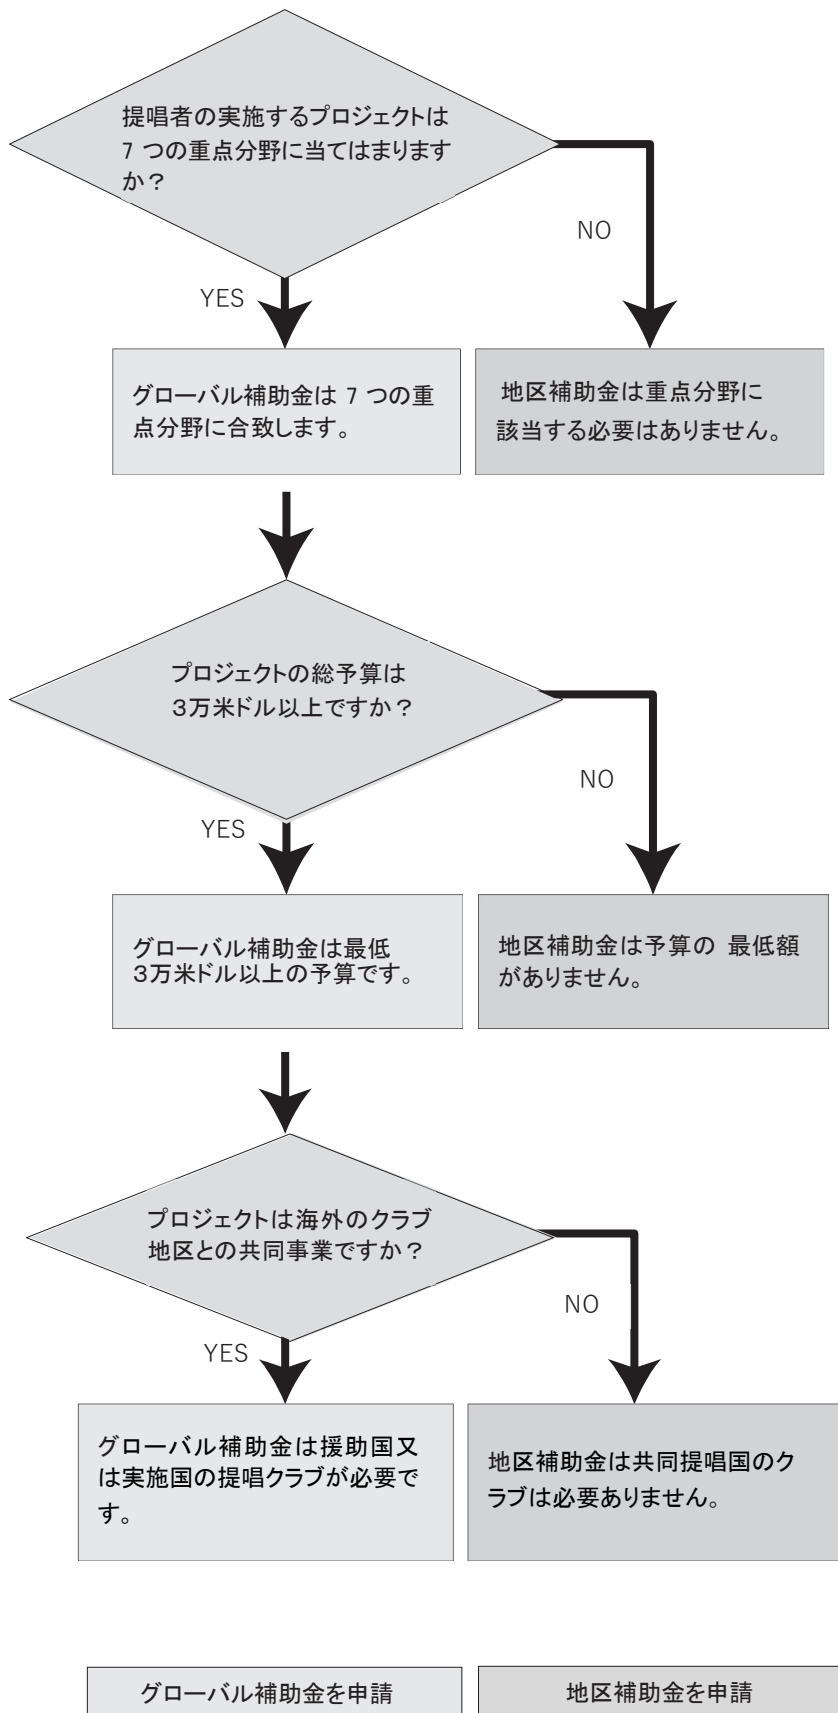 提唱者の実施するプロジェクトは
7 つの重点分野に当てはまります
か？
NO
YES
グローバル補助金は 7 つの重
点分野に合致します。
地区補助金は重点分野に
該当する必要はありません。
プロジェクトの総予算は
３万米ドル以上ですか？
NO
YES
グローバル補助金は最低
３万米ドル以上の予算です。
地区補助金は予算の 最低額
がありません。
プロジェクトは海外のクラブ
地区との共同事業ですか？
NO
YES
グローバル補助金は援助国又
は実施国の提唱クラブが必要で
す。
地区補助金は共同提唱国のク
ラブは必要ありません。
グローバル補助金を申請
地区補助金を申請